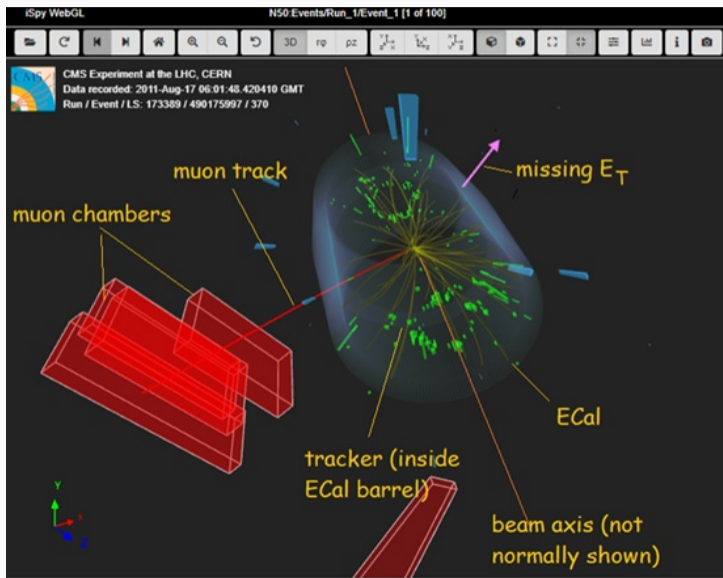 iSpy WebGL
N50:Events/Run_1/Event_1 [1 of 100]
3D
rφ
ρz
CMS Experiment at the LHC, CERN
Data recorded: 2011-Aug-17 06:01:48.420410 GMT
Run / Event / LS: 173389 / 490175997 / 370
muon track
missing E_T
muon chambers
ECal
tracker (inside
ECal barrel)
beam axis (not
normally shown)
Y
X
Z